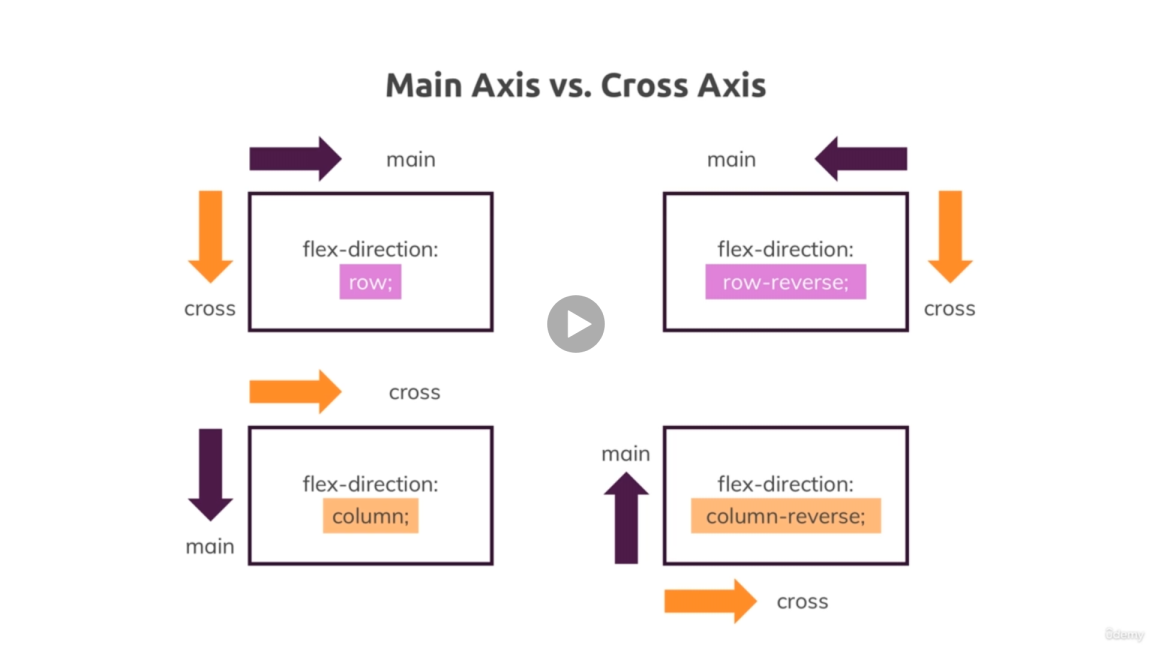 Main Axis vs. Cross Axis
main
cross
flex-direction:
row;
main
cross
flex-direction:
row-reverse;
cross
main
flex-direction:
column;
main
flex-direction:
column-reverse;
cross
ûdemy